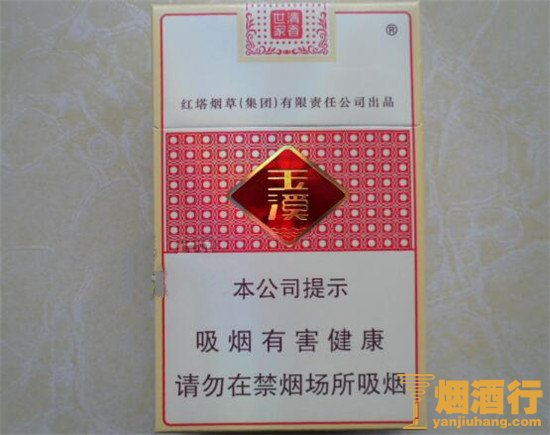 清香
世家
®
红塔烟草(集团)有限责任公司出品
玉溪
本公司提示
吸烟有害健康
请勿在禁烟场所吸烟
烟酒行
yanjiuhang.com